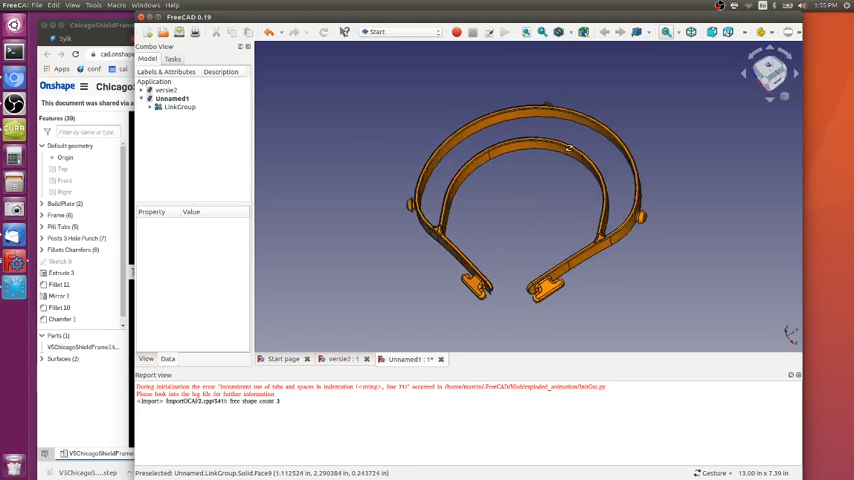 FreeCAD File Edit View Tools Macro Windows Help
1:55 PM
ChicagoShieldFram
FreeCAD 0.19
Sylk
cad.onshape
Apps conf cal
Onshape Chicago
This document was shared via a
Features (39)
Filter by name or type
Default geometry
Origin
Top
Front
Right
BuildPlate (2)
Frame (6)
Pill Tabs (5)
Posts 3 Hole Punch (7)
Fillets Chamfers (8)
Sketch 8
Extrude 3
Fillet 11
Mirror 1
Fillet 10
Chamfer 1
Parts (1)
VSChicagoShieldFrame16...
Surfaces (2)
VSChicagoShieldFrame
VSChicagoS....step
Start
Combo View
Model Tasks
Labels & Attributes Description
Application
versie2
Unnamed1
LinkGroup
Property Value
View Data
Start page
versie2 : 1
Unnamed1 : 1*
Report view
During initialization the error "inconsistent use of tabs and spaces in indentation (<string>, line 71)" occurred in /home/marcin/.FreeCAD/Mod/exploded_animation/InitGui.py
Please look into the log file for further information
<Import> ImportOCAF2.cpp(541): free shape count 3
Preselected: Unnamed.LinkGroup.Solid.Face9 (1.112524 in, 2.290384 in, 0.243724 in)
Gesture
13.00 in x 7.39 in
CURA